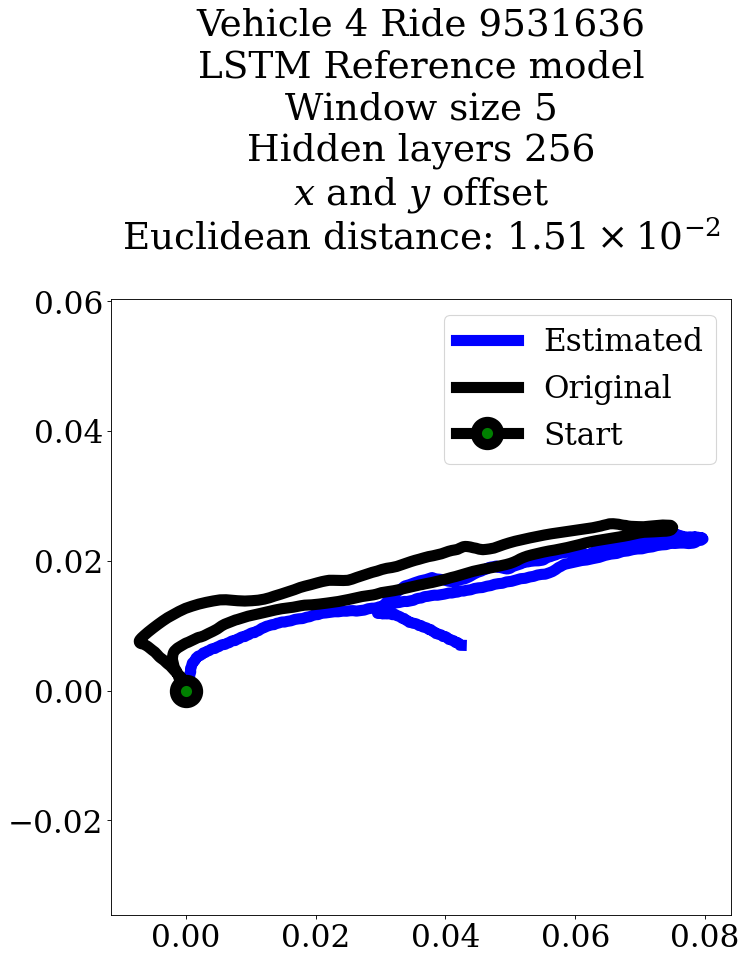 Vehicle 4 Ride 9531636
LSTM Reference model
Window size 5
Hidden layers 256
x and y offset
Euclidean distance: 1.51 × 10⁻²
0.06
Estimated
Original
0.04
Start
0.02
0.00
−0.02
0.00 0.02 0.04 0.06 0.08